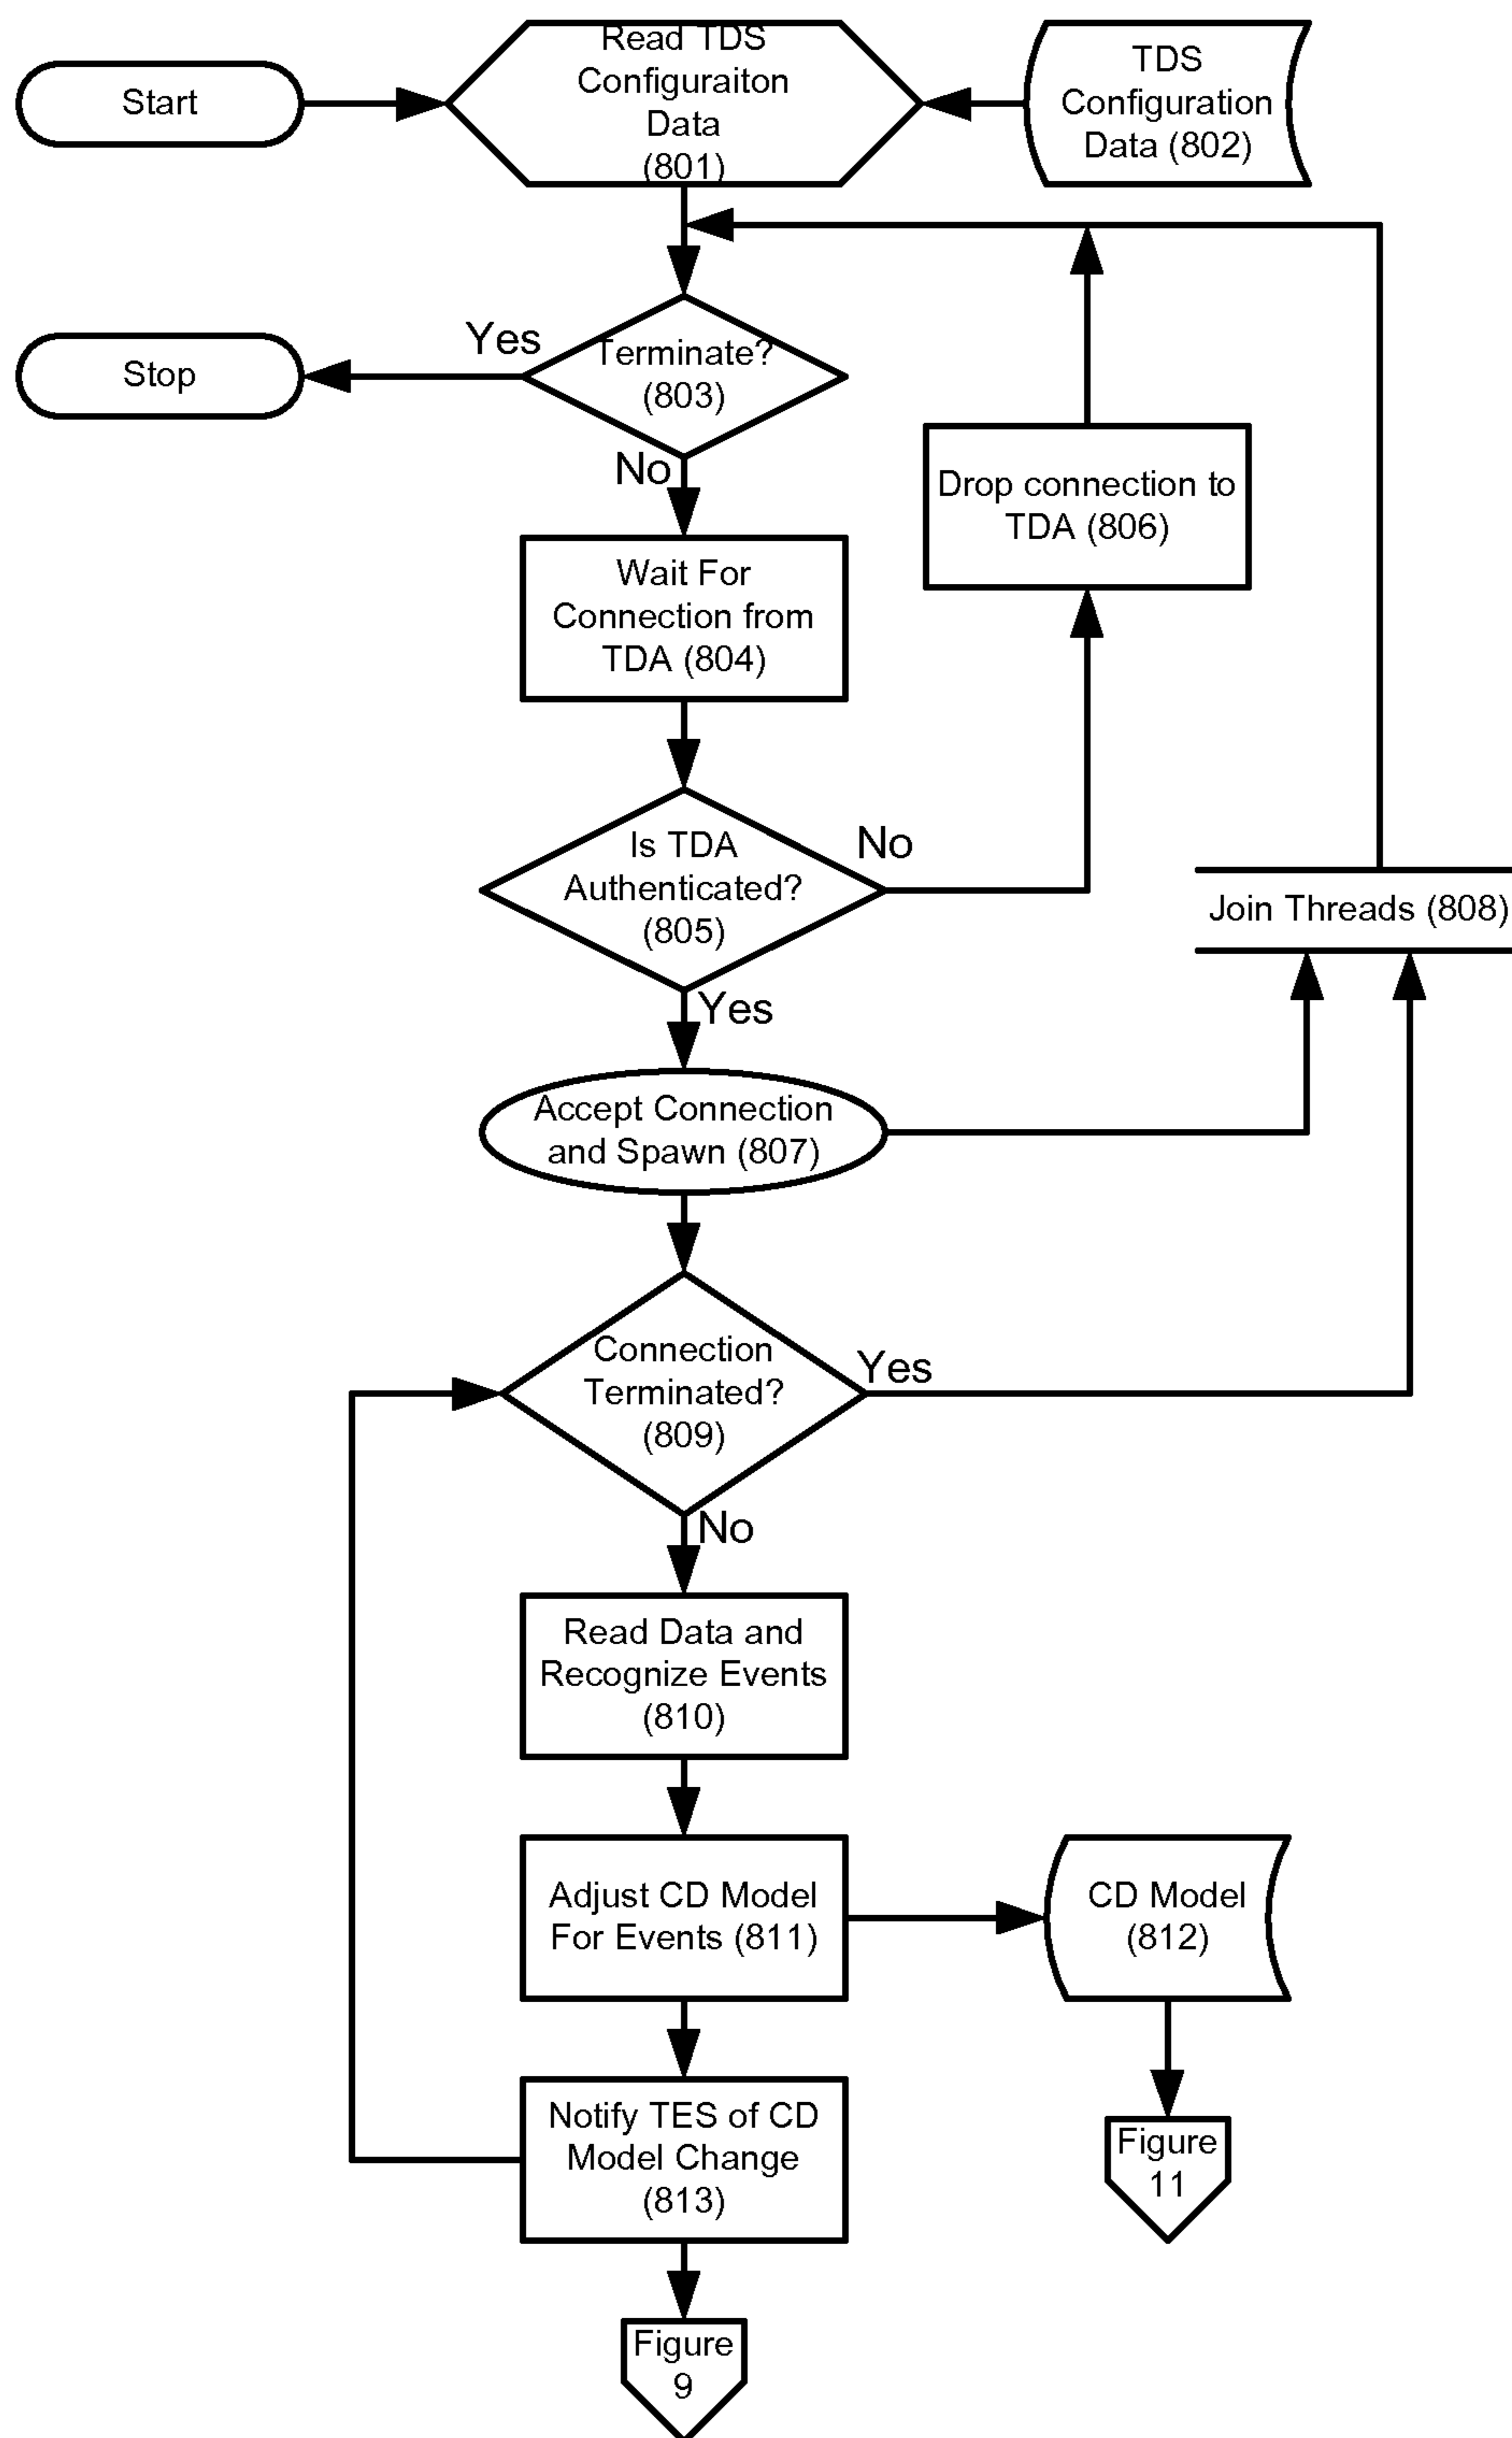 Start
Read TDS
Configuraiton
Data
(801)
TDS
Configuration
Data (802)
Yes
Terminate?
(803)
Stop
No
Drop connection to
TDA (806)
Wait For
Connection from
TDA (804)
Is TDA
Authenticated?
(805)
No
Join Threads (808)
Yes
Accept Connection
and Spawn (807)
Connection
Terminated?
(809)
Yes
No
Read Data and
Recognize Events
(810)
Adjust CD Model
For Events (811)
CD Model
(812)
Notify TES of CD
Model Change
(813)
Figure
11
Figure
9